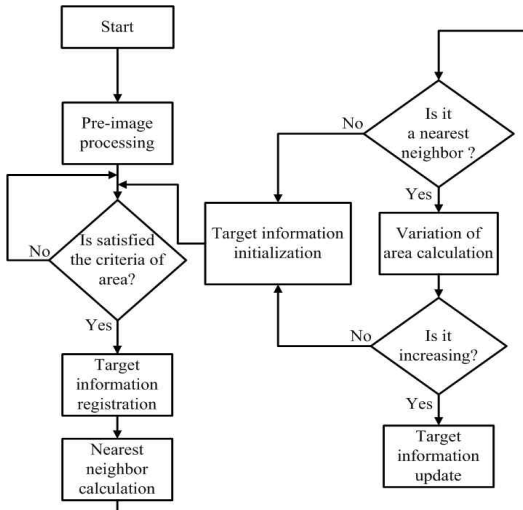 Start
Pre-image
processing
Is satisfied
the criteria of
area?
No
Yes
Target
information
registration
Nearest
neighbor
calculation
Target information
initialization
Is it
a nearest
neighbor ?
No
Yes
Variation of
area calculation
Is it
increasing?
No
Yes
Target
information
update